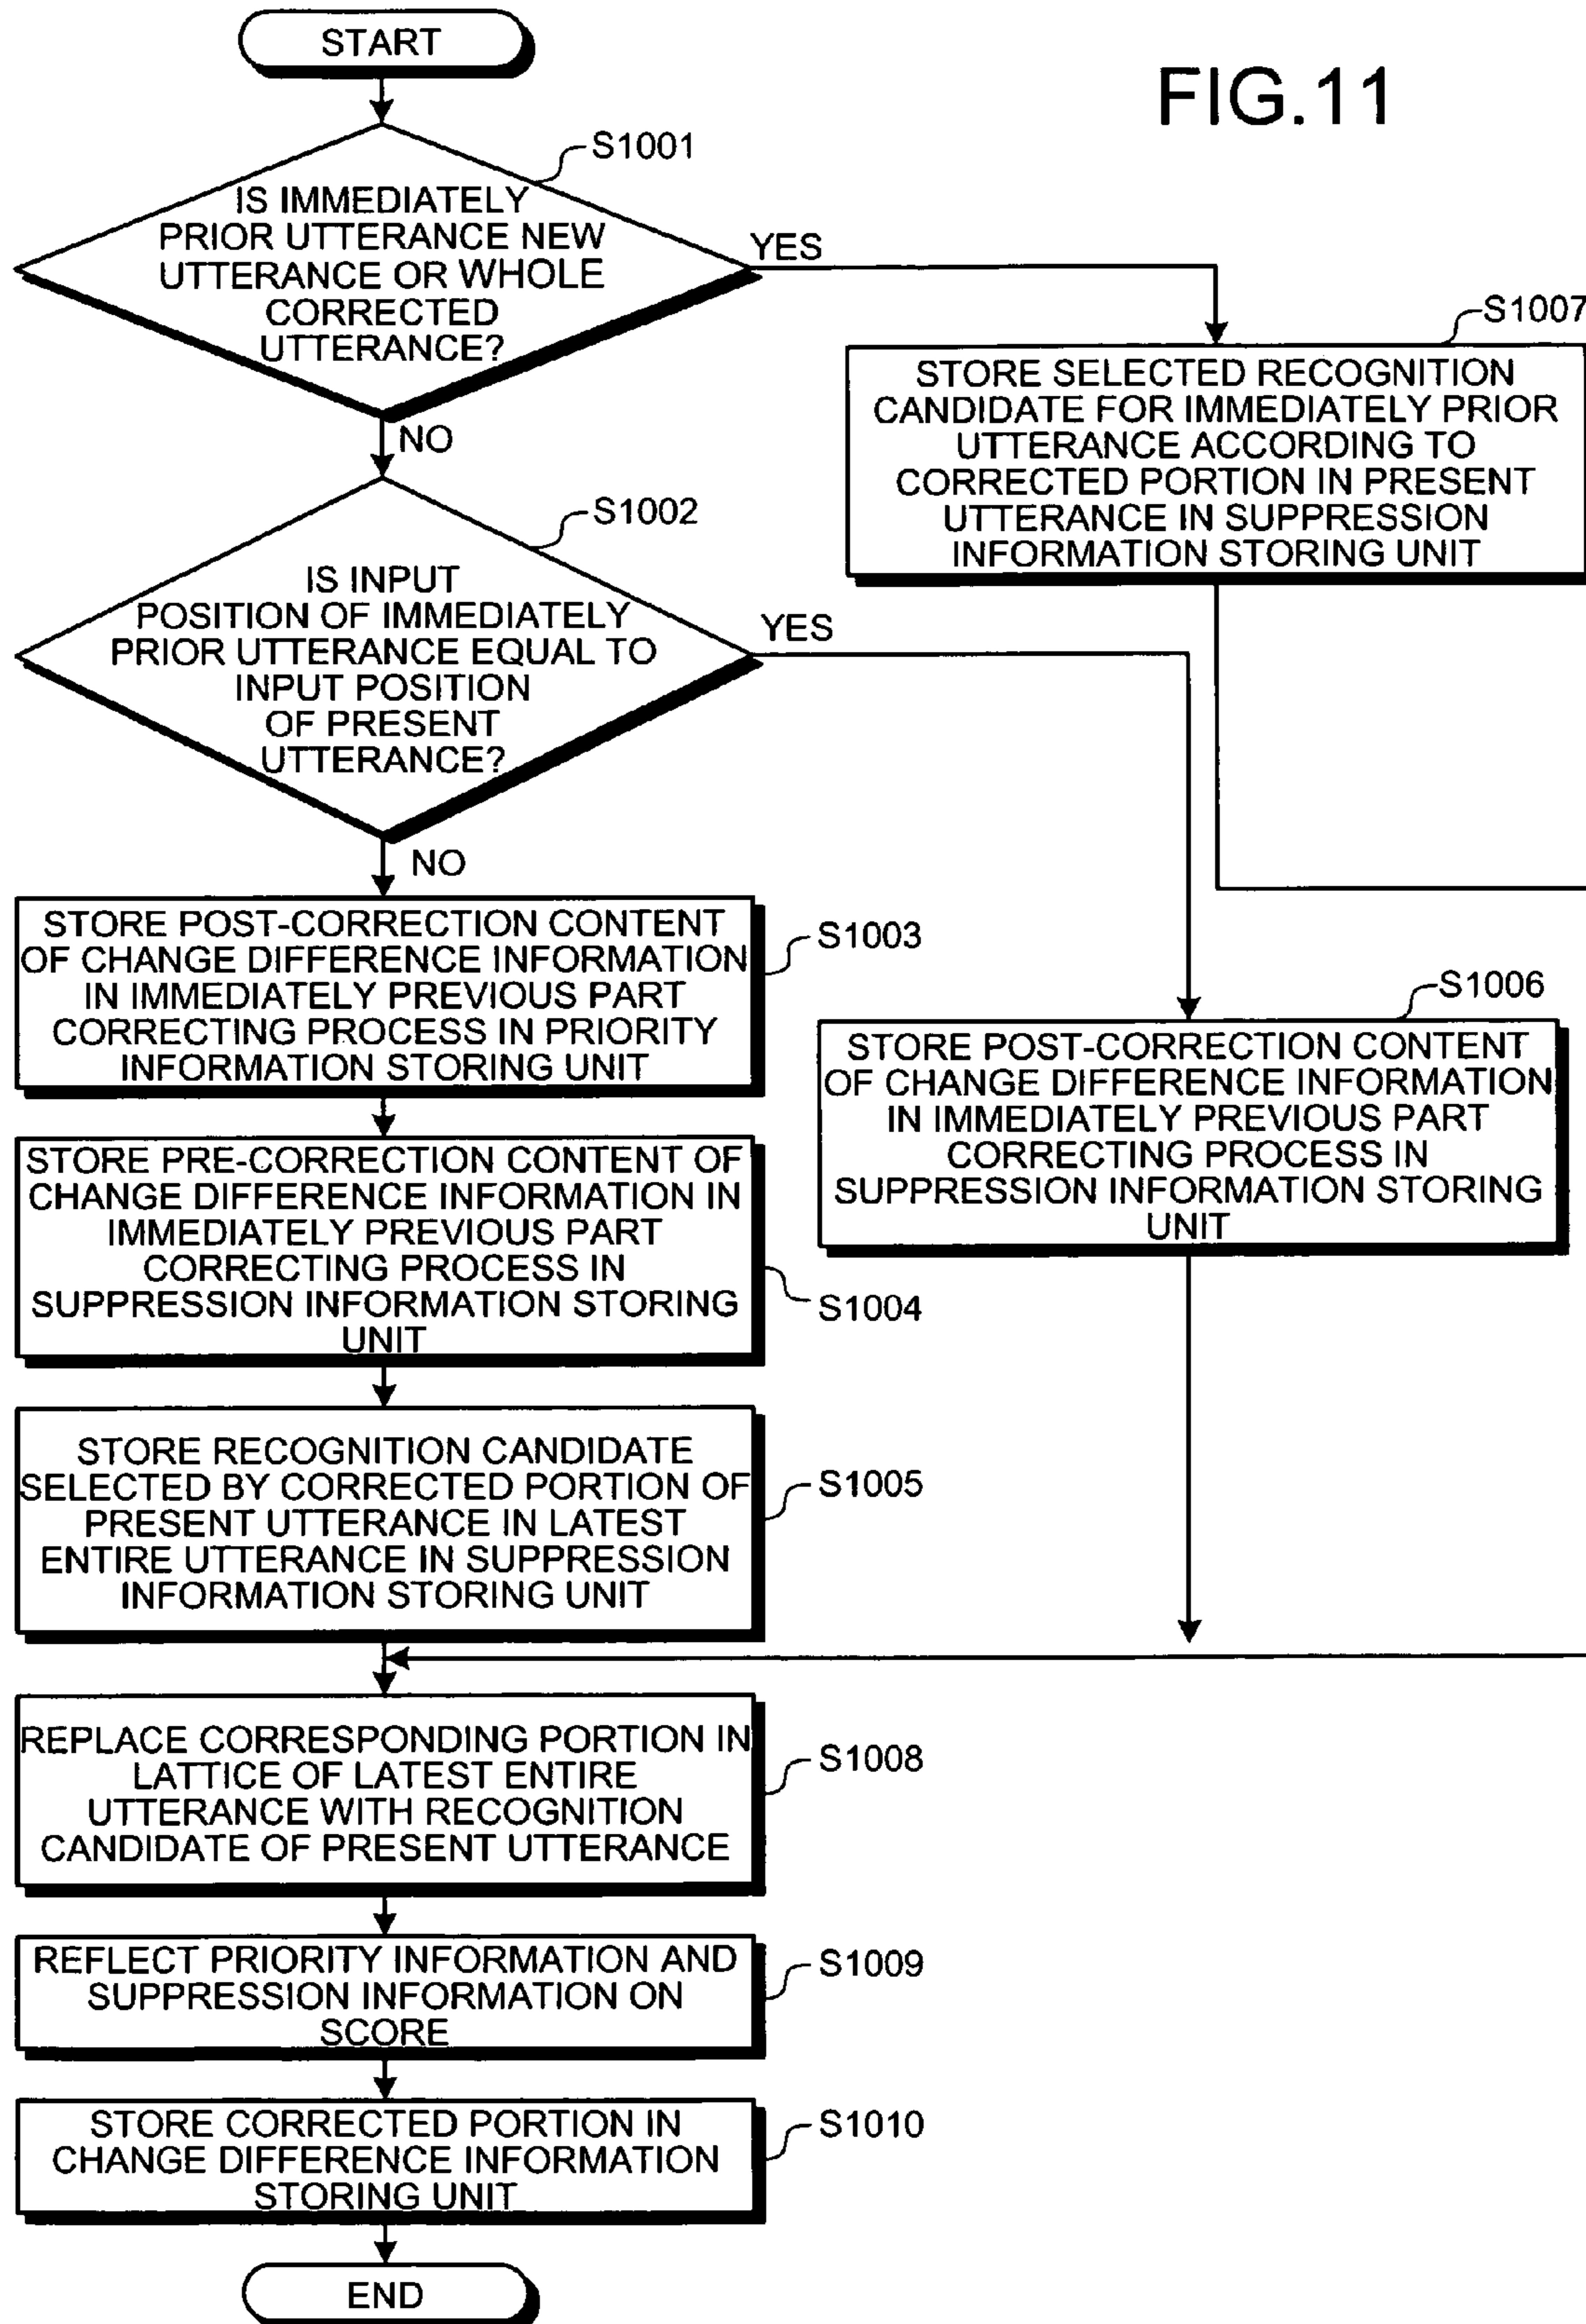 START
FIG.11
S1001
IS IMMEDIATELY
PRIOR UTTERANCE NEW
UTTERANCE OR WHOLE
CORRECTED
UTTERANCE?
YES
NO
S1007
STORE SELECTED RECOGNITION
CANDIDATE FOR IMMEDIATELY PRIOR
UTTERANCE ACCORDING TO
CORRECTED PORTION IN PRESENT
UTTERANCE IN SUPPRESSION
INFORMATION STORING UNIT
S1002
IS INPUT
POSITION OF IMMEDIATELY
PRIOR UTTERANCE EQUAL TO
INPUT POSITION
OF PRESENT
UTTERANCE?
YES
NO
STORE POST-CORRECTION CONTENT
OF CHANGE DIFFERENCE INFORMATION
IN IMMEDIATELY PREVIOUS PART
CORRECTING PROCESS IN PRIORITY
INFORMATION STORING UNIT
S1003
S1006
STORE POST-CORRECTION CONTENT
OF CHANGE DIFFERENCE INFORMATION
IN IMMEDIATELY PREVIOUS PART
CORRECTING PROCESS IN
SUPPRESSION INFORMATION STORING
UNIT
STORE PRE-CORRECTION CONTENT OF
CHANGE DIFFERENCE INFORMATION IN
IMMEDIATELY PREVIOUS PART
CORRECTING PROCESS IN
SUPPRESSION INFORMATION STORING
UNIT
S1004
STORE RECOGNITION CANDIDATE
SELECTED BY CORRECTED PORTION OF
PRESENT UTTERANCE IN LATEST
ENTIRE UTTERANCE IN SUPPRESSION
INFORMATION STORING UNIT
S1005
REPLACE CORRESPONDING PORTION IN
LATTICE OF LATEST ENTIRE
UTTERANCE WITH RECOGNITION
CANDIDATE OF PRESENT UTTERANCE
S1008
REFLECT PRIORITY INFORMATION AND
SUPPRESSION INFORMATION ON
SCORE
S1009
STORE CORRECTED PORTION IN
CHANGE DIFFERENCE INFORMATION
STORING UNIT
S1010
END